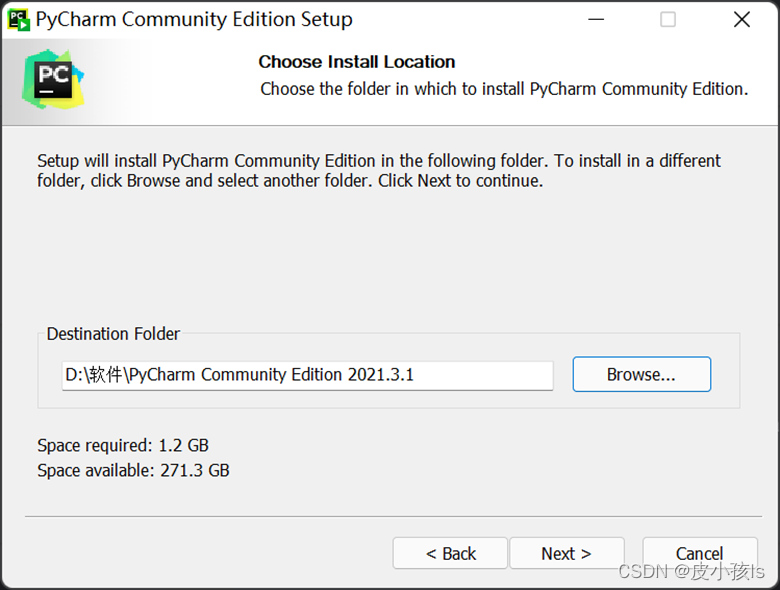 PyCharm Community Edition Setup
PC
Choose Install Location
Choose the folder in which to install PyCharm Community Edition.
Setup will install PyCharm Community Edition in the following folder. To install in a different
folder, click Browse and select another folder. Click Next to continue.
Destination Folder
D:\软件\PyCharm Community Edition 2021.3.1
Browse...
Space required: 1.2 GB
Space available: 271.3 GB
< Back
Next >
Cancel
CSDN @皮小孩ls